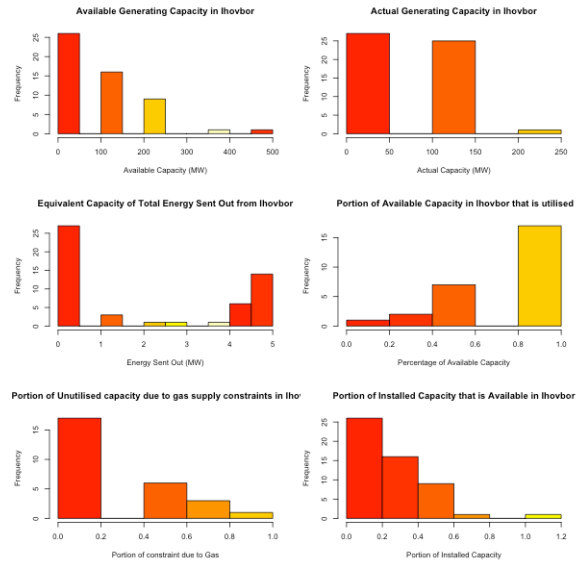 Available Generating Capacity in Ihovbor
Frequency
0 5 15 25
0 100 200 300 400 500
Available Capacity (MW)
Actual Generating Capacity in Ihovbor
Frequency
0 5 10 15 20 25
0 50 100 150 200 250
Actual Capacity (MW)
Equivalent Capacity of Total Energy Sent Out from Ihovbor
Frequency
0 5 15 25
0 1 2 3 4 5
Energy Sent Out (MW)
Portion of Available Capacity in Ihovbor that is utilised
Frequency
0 5 10 15
0.0 0.2 0.4 0.6 0.8 1.0
Percentage of Available Capacity
Portion of Unutilised capacity due to gas supply constraints in Iho
Frequency
0 5 10 15
0.0 0.2 0.4 0.6 0.8 1.0
Portion of constraint due to Gas
Portion of Installed Capacity that is Available in Ihovbor
Frequency
0 5 15 25
0.0 0.2 0.4 0.6 0.8 1.0 1.2
Portion of Installed Capacity